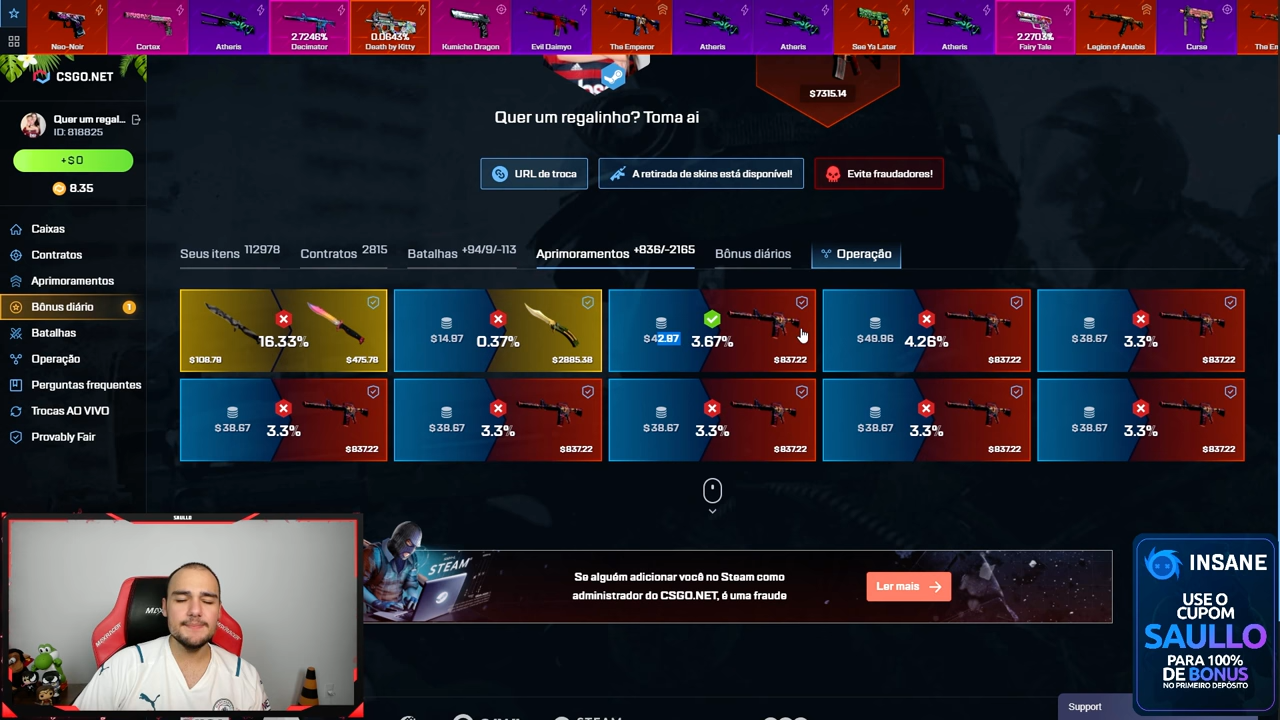 2.7246%
0.0643%
2.2703%
Neo-Noir
Cortex
Atheris
Decimator
Death by Kitty
Kumicho Dragon
Evil Daimyo
The Emperor
Atheris
Atheris
See Ya Later
Atheris
Fairy Tale
Legion of Anubis
Curse
CSGO.NET
$7315.14
Quer um regalinho? Toma ai
Quer um regal...
ID: 818825
+$0
8.35
URL de troca
A retirada de skins está disponível!
Evite fraudadores!
Caixas
Contratos
Aprimoramentos
Bônus diário 1
Batalhas
Operação
Perguntas frequentes
Trocas AO VIVO
Provably Fair
Seus itens 112978
Contratos 2815
Batalhas +94/9/-113
Aprimoramentos +836/-2165
Bônus diários
Operação
16.33%
$108.79
$475.78
$14.97
0.37%
$2885.38
$42.97
3.67%
$837.22
$49.96
4.26%
$837.22
$38.67
3.3%
$837.22
$38.67
3.3%
$837.22
$38.67
3.3%
$837.22
$38.67
3.3%
$837.22
$38.67
3.3%
$837.22
$38.67
3.3%
$837.22
STEAM
Se alguém adicionar você no Steam como
administrador do CSGO.NET, é uma fraude
Ler mais
SAULLO
MAXRACER
INSANE
USE O
CUPOM
SAULLO
PARA 100%
DE BONUS
NO PRIMEIRO DEPÓSITO
Support